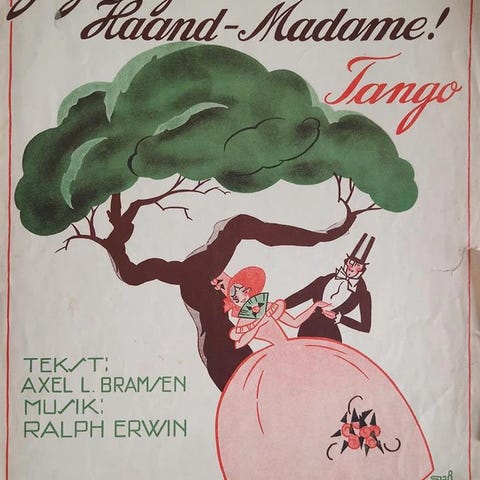 Haand-Madame!
Tango
TEKST:
AXEL L. BRAMSEN
MUSIK:
RALPH ERWIN